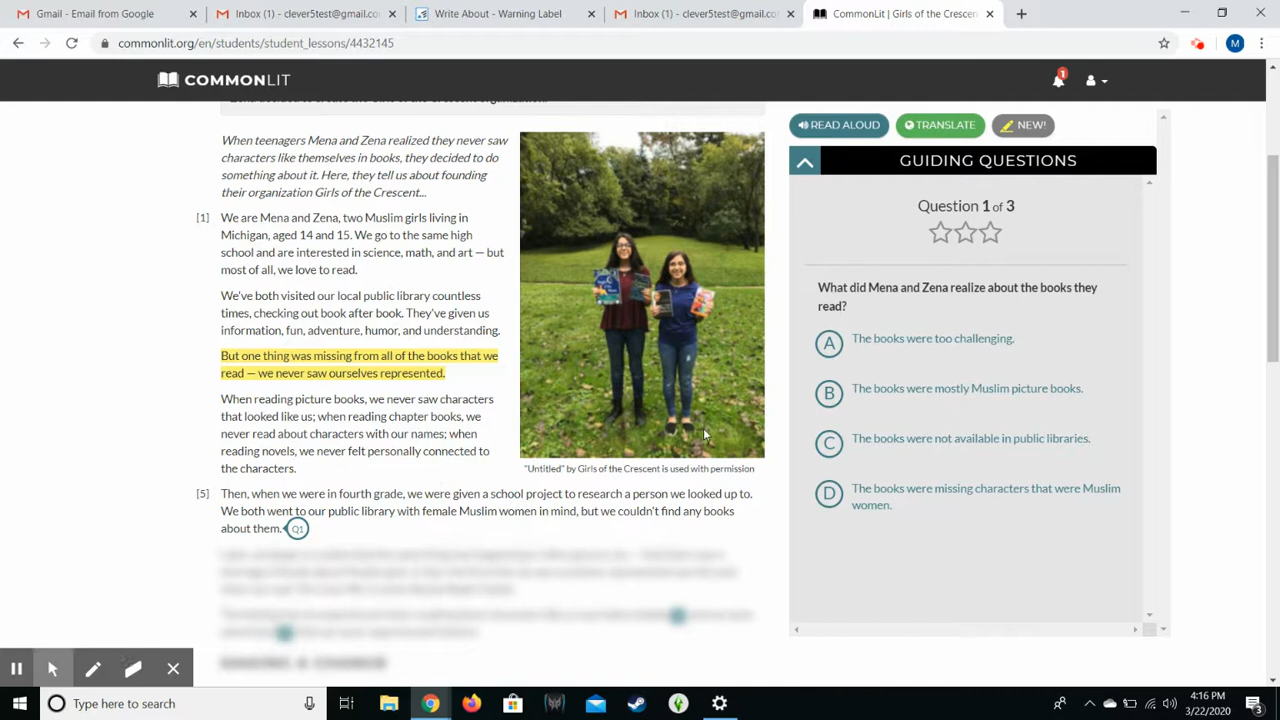 Gmail - Email from Google
Inbox (1) - clever5test@gmail.co
Write About - Warning Label
Inbox (1) - clever5test@gmail.co
CommonLit | Girls of the Crescen
commonlit.org/en/students/student_lessons/4432145
M
COMMONLIT
1
When teenagers Mena and Zena realized they never saw
characters like themselves in books, they decided to do
something about it. Here, they tell us about founding
their organization Girls of the Crescent...
[1] We are Mena and Zena, two Muslim girls living in
Michigan, aged 14 and 15. We go to the same high
school and are interested in science, math, and art — but
most of all, we love to read.
We've both visited our local public library countless
times, checking out book after book. They've given us
information, fun, adventure, humor, and understanding.
But one thing was missing from all of the books that we
read — we never saw ourselves represented.
When reading picture books, we never saw characters
that looked like us; when reading chapter books, we
never read about characters with our names; when
reading novels, we never felt personally connected to
the characters.
"Untitled" by Girls of the Crescent is used with permission
[5] Then, when we were in fourth grade, we were given a school project to research a person we looked up to.
We both went to our public library with female Muslim women in mind, but we couldn't find any books
about them. Q1
READ ALOUD
TRANSLATE
NEW!
GUIDING QUESTIONS
Question 1 of 3
What did Mena and Zena realize about the books they
read?
A The books were too challenging.
B The books were mostly Muslim picture books.
C The books were not available in public libraries.
D The books were missing characters that were Muslim
women.
Type here to search
4:16 PM
3/22/2020
3